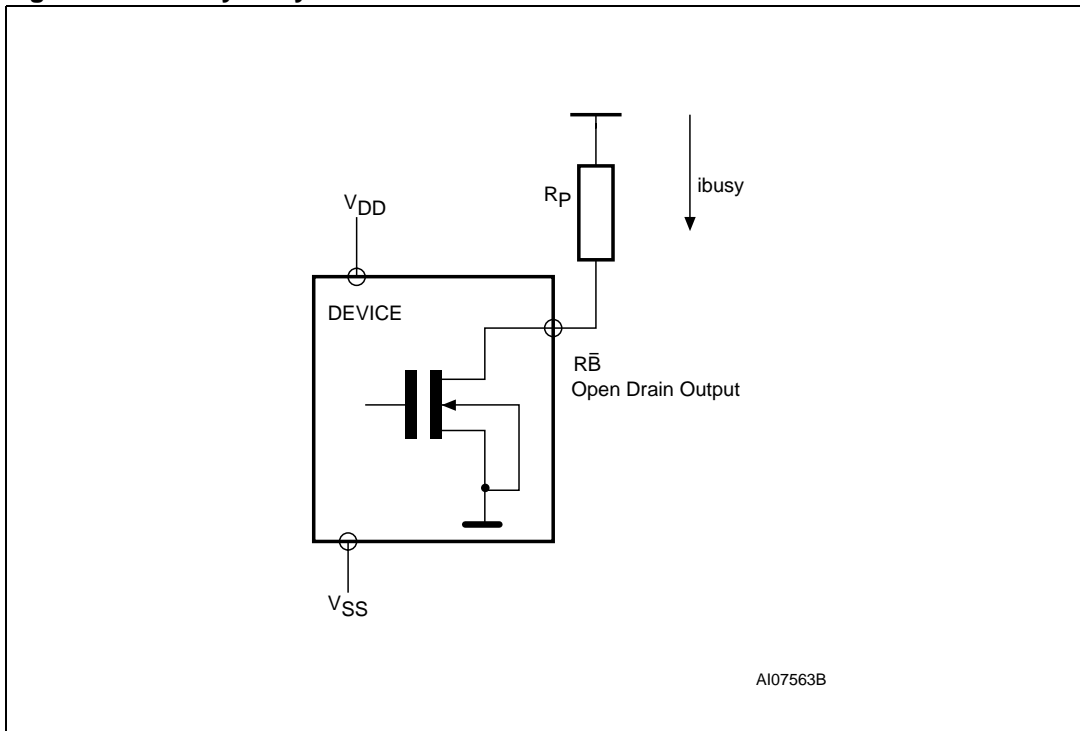 RP
ibusy
VDD
DEVICE
RB̄
Open Drain Output
VSS
AI07563B